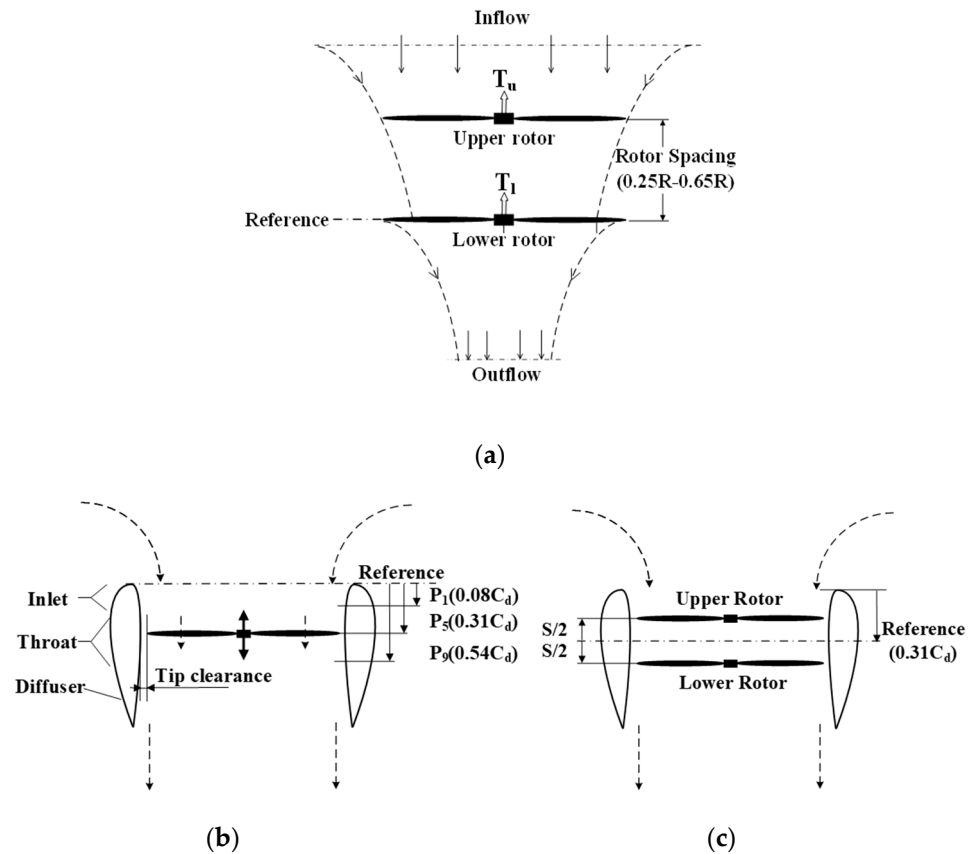 Inflow
Tu
Upper rotor
Rotor Spacing
(0.25R-0.65R)
Tl
Reference
Lower rotor
Outflow
(a)
Reference
P1(0.08Cd)
Inlet
P5(0.31Cd)
Throat
P9(0.54Cd)
Tip clearance
Diffuser
(b)
Upper Rotor
S/2
Reference
(0.31Cd)
S/2
Lower Rotor
(c)